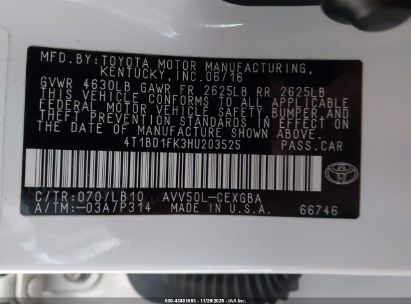 MFD.BY:TOYOTA MOTOR MANUFACTURING,
KENTUCKY,INC.06/16
GVWR 4630LB GAWR FR 2625LB RR 2625LB
THIS VEHICLE CONFORMS TO ALL APPLICABLE
FEDERAL MOTOR VEHICLE SAFETY,BUMPER,AND
THEFT PREVENTION STANDARDS IN EFFECT ON
THE DATE OF MANUFACTURE SHOWN ABOVE.
4T1BD1FK3HU203525 PASS.CAR
C/TR:070/LB10 AVV50L-CEXGBA
A/TM:-03A/P314 MADE IN U.S.A. 66746